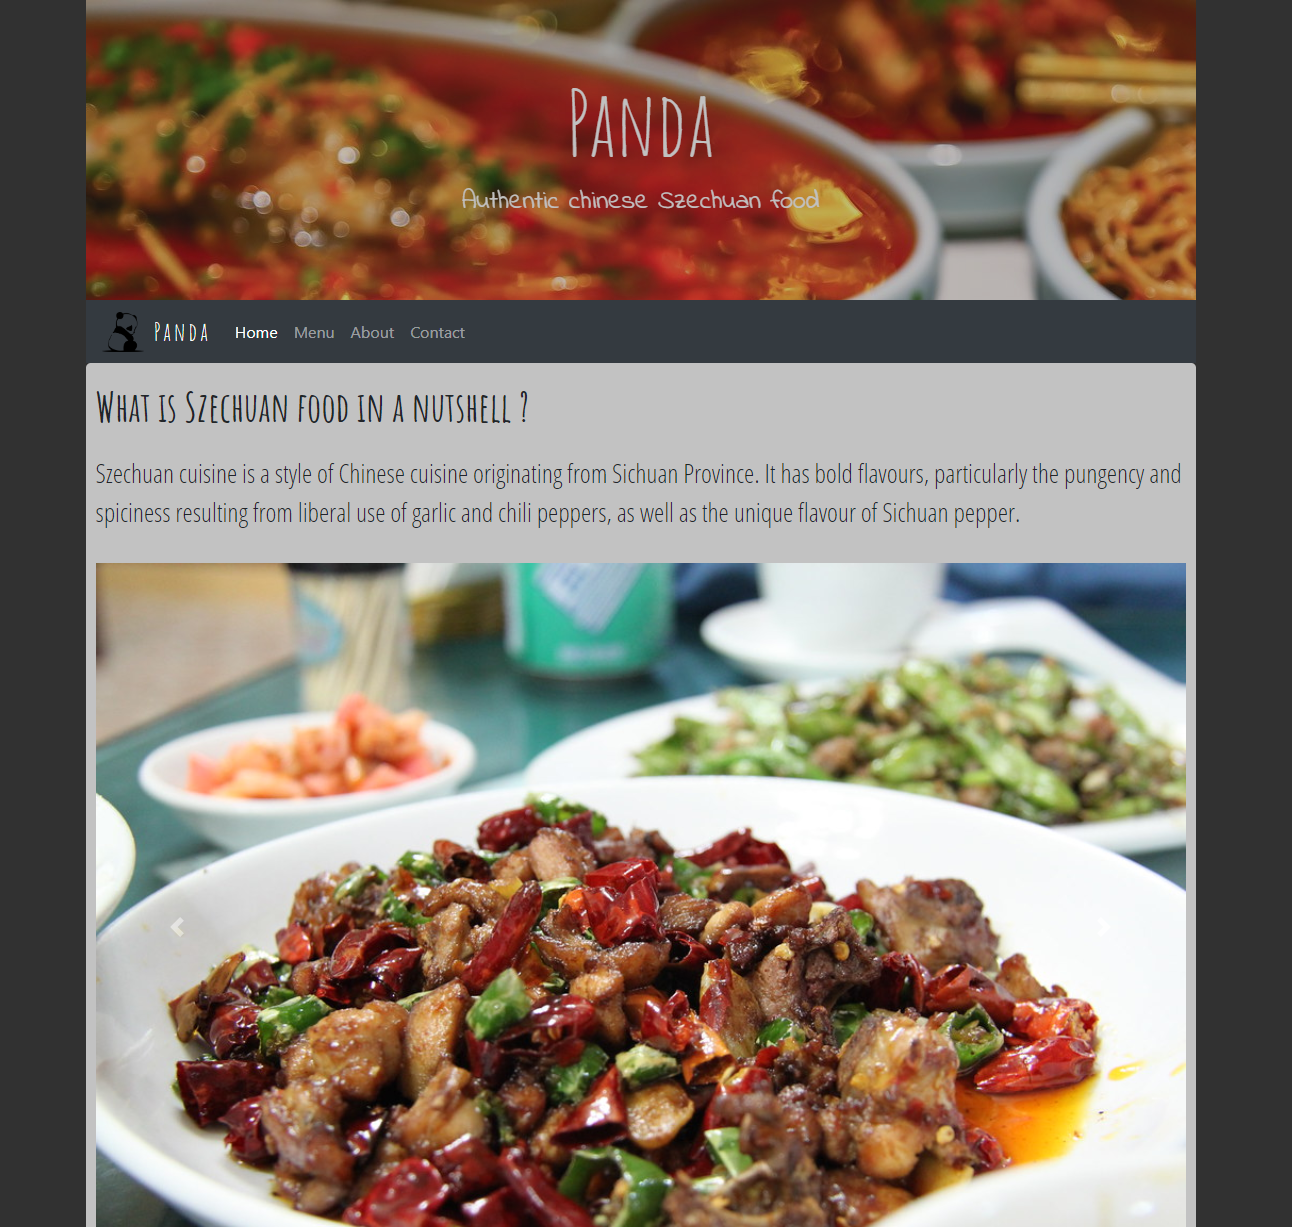 Panda
Authentic chinese Szechuan food
Panda Home Menu About Contact
What is Szechuan food in a nutshell ?
Szechuan cuisine is a style of Chinese cuisine originating from Sichuan Province. It has bold flavours, particularly the pungency and
spiciness resulting from liberal use of garlic and chili peppers, as well as the unique flavour of Sichuan pepper.